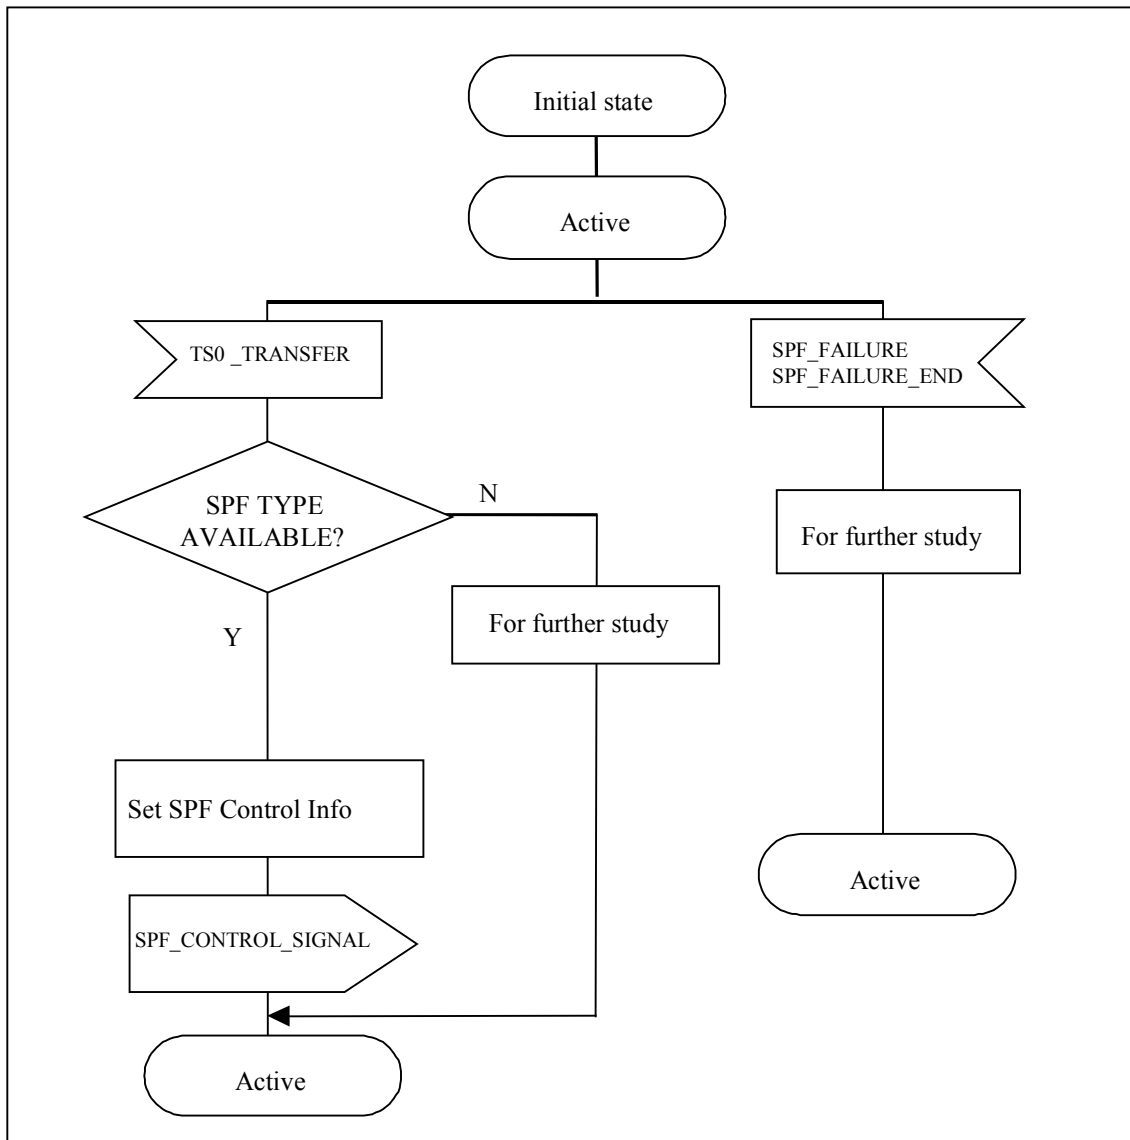 Initial state
Active
TS0 _TRANSFER
SPF_FAILURE
SPF_FAILURE_END
SPF TYPE
AVAILABLE?
N
For further study
For further study
Y
Set SPF Control Info
SPF_CONTROL_SIGNAL
Active
Active